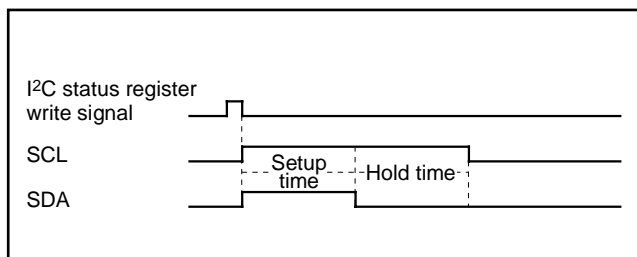 I²C status register
write signal
SCL
Setup
time
Hold time
SDA